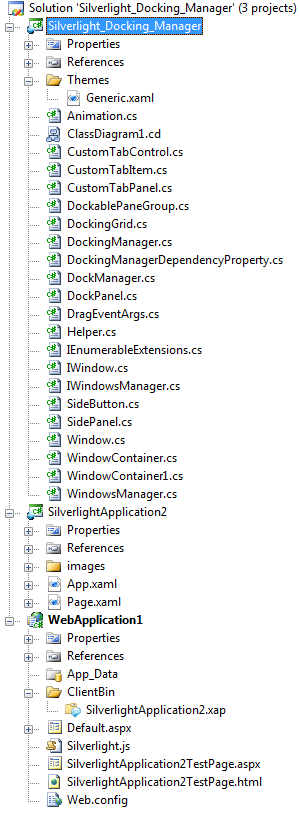 Solution 'Silverlight_Docking_Manager' (3 projects)
Silverlight_Docking_Manager
Properties
References
Themes
Generic.xaml
Animation.cs
ClassDiagram1.cd
CustomTabControl.cs
CustomTabItem.cs
CustomTabPanel.cs
DockablePaneGroup.cs
DockingGrid.cs
DockingManager.cs
DockingManagerDependencyProperty.cs
DockManager.cs
DockPanel.cs
DragEventArgs.cs
Helper.cs
IEnumerableExtensions.cs
IWindow.cs
IWindowsManager.cs
SideButton.cs
SidePanel.cs
Window.cs
WindowContainer.cs
WindowContainer1.cs
WindowsManager.cs
SilverlightApplication2
Properties
References
images
App.xaml
Page.xaml
WebApplication1
Properties
References
App_Data
ClientBin
SilverlightApplication2.xap
Default.aspx
Silverlight.js
SilverlightApplication2TestPage.aspx
SilverlightApplication2TestPage.html
Web.config